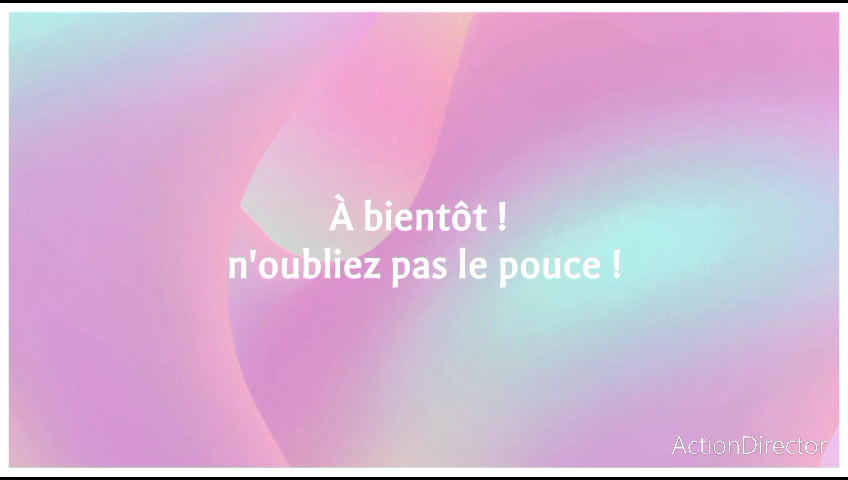 À bientôt !
n'oubliez pas le pouce !
ActionDirector